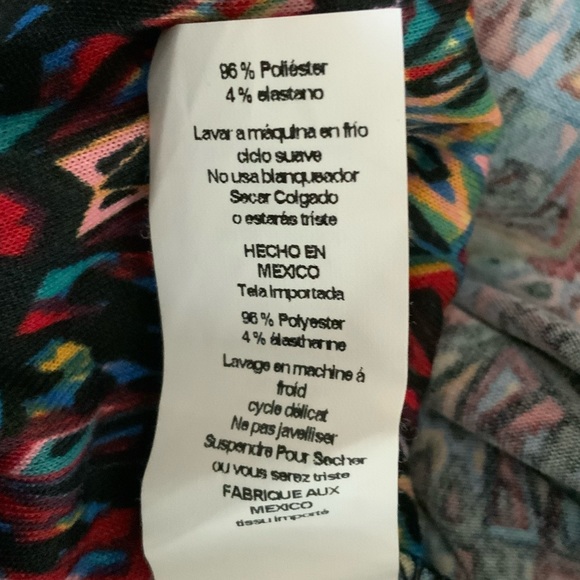 96% Poliéster
4% elastano
Lavar a máquina en frio
ciclo suave
No usa blanqueador
Secar Colgado
o estarás triste
HECHO EN
MEXICO
Tela Importada
96% Polyester
4% élasthanne
Lavage en machine á
froid
cycle délicat
Ne pas javelliser
Suspendre Pour Secher
ou vous serez triste
FABRIQUE AUX
MEXICO
tissu importé